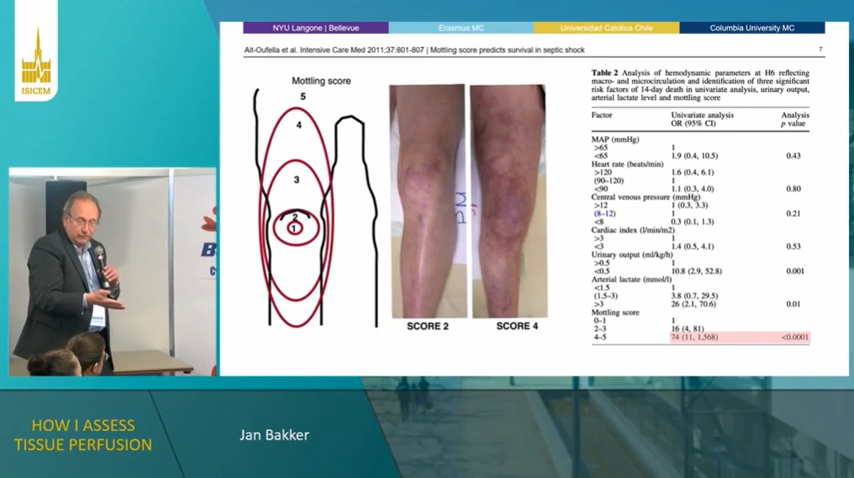 NYU Langone | Bellevue
Erasmus MC
Universidad Catolica Chile
Columbia University MC
Ait-Oufella et al. Intensive Care Med 2011;37:801-807 | Mottling score predicts survival in septic shock
7
ISICEM
Mottling score
5
4
3
2
1
SCORE 2
SCORE 4
Table 2 Analysis of hemodynamic parameters at H6 reflecting
macro- and microcirculation and identification of three significant
risk factors of 14-day death in univariate analysis, urinary output,
arterial lactate level and mottling score
Factor Univariate analysis Analysis
OR (95% CI) p value
MAP (mmHg)
>65 1
<65 1.9 (0.4, 10.5) 0.43
Heart rate (beats/min)
>120 1.6 (0.4, 6.1)
(90–120) 1
<90 1.1 (0.3, 4.0) 0.80
Central venous pressure (mmHg)
>12 1 (0.3, 3.3)
(8–12) 1 0.21
<8 0.3 (0.1, 1.3)
Cardiac index (l/min/m2)
>3 1
<3 1.4 (0.5, 4.1) 0.53
Urinary output (ml/kg/h)
>0.5 1
<0.5 10.8 (2.9, 52.8) 0.001
Arterial lactate (mmol/l)
<1.5 1
(1.5–3) 3.8 (0.7, 29.5)
>3 26 (2.1, 70.6) 0.01
Mottling score
0–1 1
2–3 16 (4, 81)
4–5 74 (11, 1,568) <0.0001
HOW I ASSESS
TISSUE PERFUSION
Jan Bakker